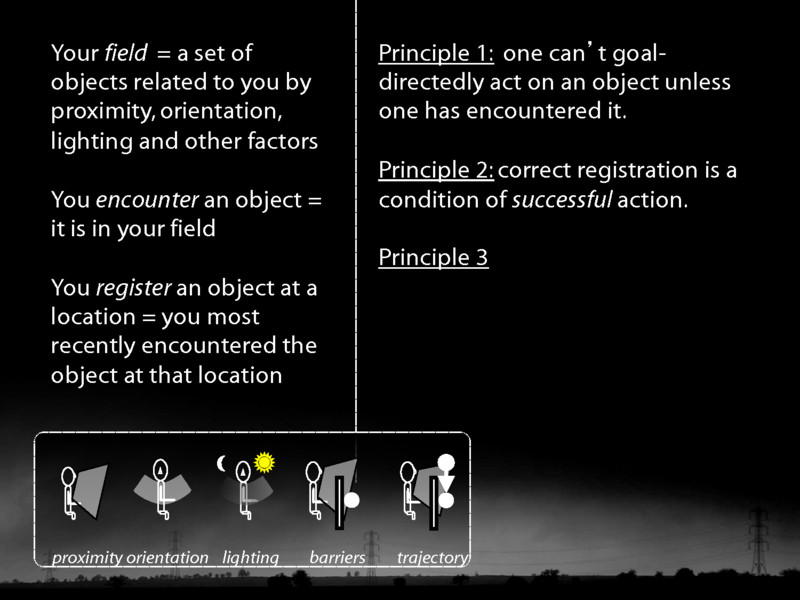 Your field = a set of
objects related to you by
proximity, orientation,
lighting and other factors
You encounter an object =
it is in your field
You register an object at a
location = you most
recently encountered the
object at that location
Principle 1: one can’t goal-
directedly act on an object unless
one has encountered it.
Principle 2: correct registration is a
condition of successful action.
Principle 3
proximity orientation lighting barriers trajectory